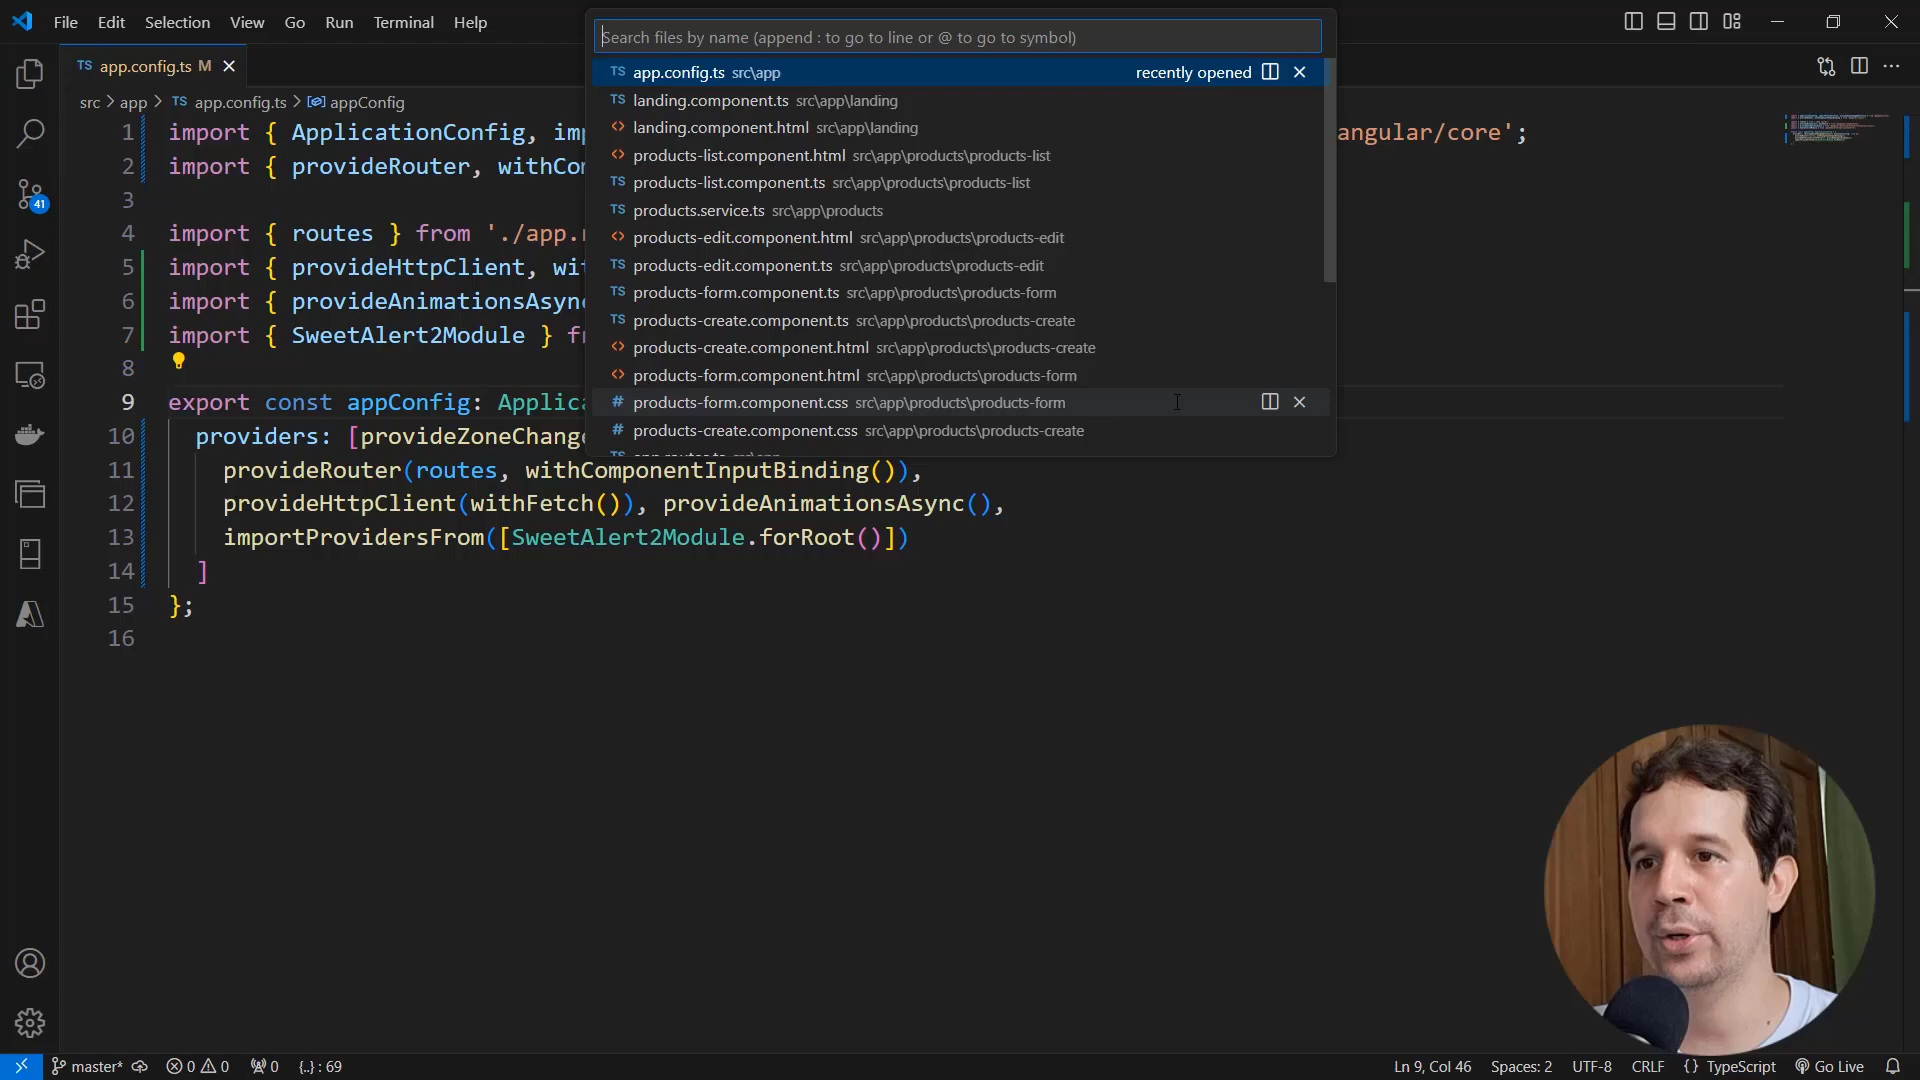 File Edit Selection View Go Run Terminal Help
Search files by name (append : to go to line or @ to go to symbol)
TS app.config.ts M
TS app.config.ts src\app recently opened
TS landing.component.ts src\app\landing
<> landing.component.html src\app\landing
<> products-list.component.html src\app\products\products-list
TS products-list.component.ts src\app\products\products-list
TS products.service.ts src\app\products
<> products-edit.component.html src\app\products\products-edit
TS products-edit.component.ts src\app\products\products-edit
TS products-form.component.ts src\app\products\products-form
TS products-create.component.ts src\app\products\products-create
<> products-create.component.html src\app\products\products-create
<> products-form.component.html src\app\products\products-form
# products-form.component.css src\app\products\products-form
# products-create.component.css src\app\products\products-create
src > app > TS app.config.ts > appConfig
1 import { ApplicationConfig, im angular/core';
2 import { provideRouter, withCo
3
4 import { routes } from './app.
5 import { provideHttpClient, wi
6 import { provideAnimationsAsync
7 import { SweetAlert2Module } f
8
9 export const appConfig: Applica
10 providers: [provideZoneChange
11 provideRouter(routes, withComponentInputBinding()),
12 provideHttpClient(withFetch()), provideAnimationsAsync(),
13 importProvidersFrom([SweetAlert2Module.forRoot()])
14 ]
15 };
16
41
master* 0 0 0 {..} : 69 Ln 9, Col 46 Spaces: 2 UTF-8 CRLF {} TypeScript Go Live